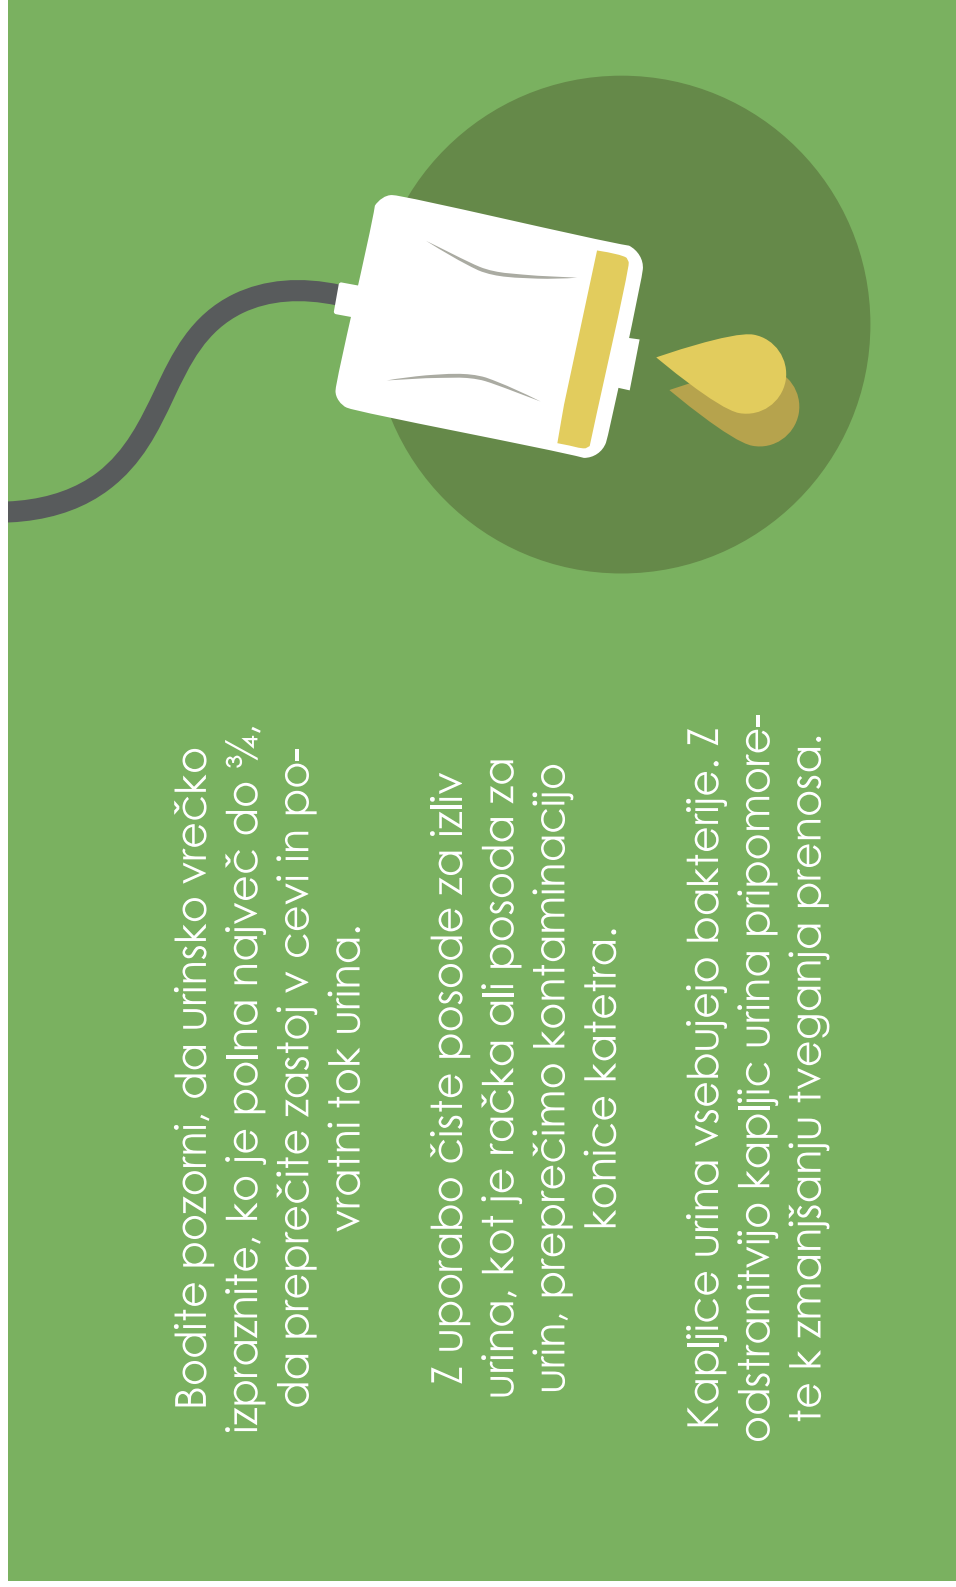 Bodite pozorni, da urinsko vrečko
izpraznite, ko je polna največ do ¾,
da preprečite zastoj v cevi in po-
vratni tok urina.
Z uporabo čiste posode za izliv
urina, kot je račka ali posoda za
urin, preprečimo kontaminacijo
konice katetra.
Kapljice urina vsebujejo bakterije. Z
odstranitvijo kapljic urina pripomore-
te k zmanjšanju tveganja prenosa.